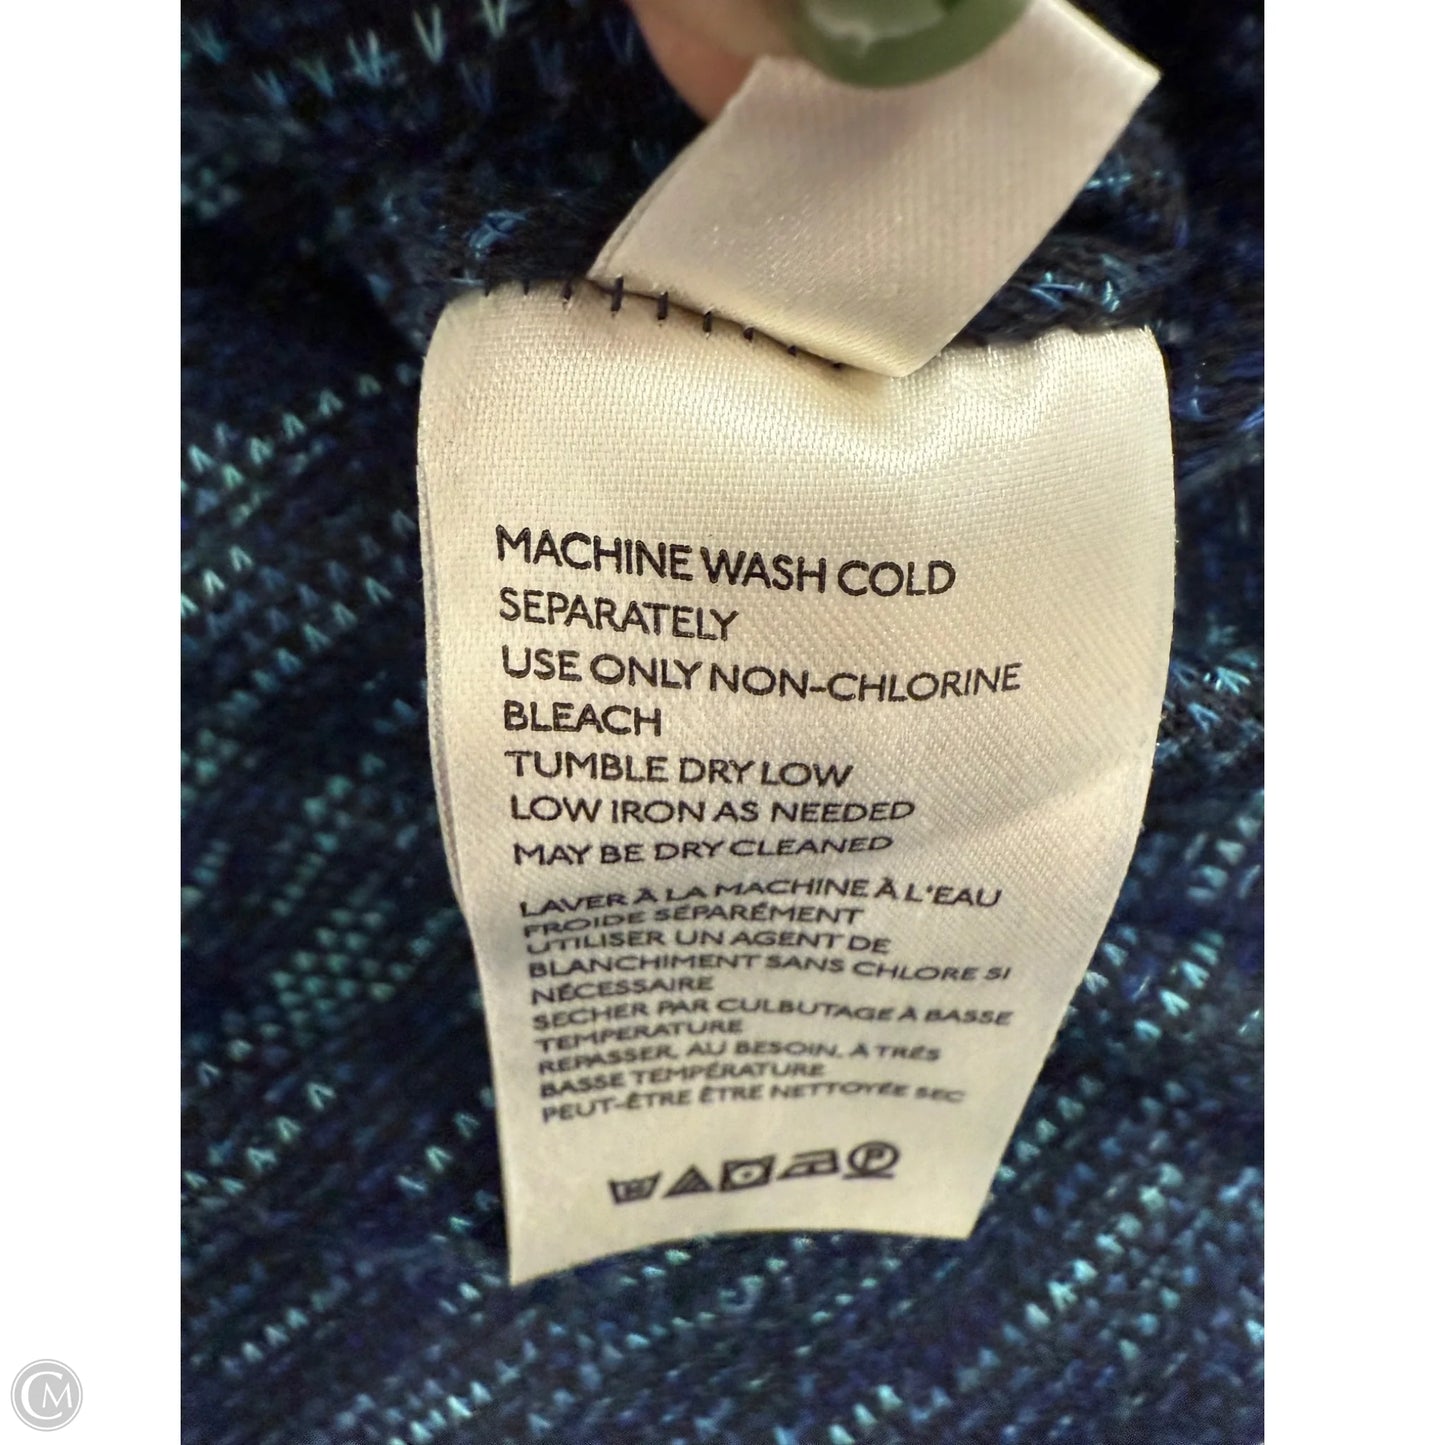 MACHINE WASH COLD
SEPARATELY
USE ONLY NON-CHLORINE
BLEACH
TUMBLE DRY LOW
LOW IRON AS NEEDED
MAY BE DRY CLEANED
LAVER À LA MACHINE À L'EAU
FROIDE SÉPARÉMENT
UTILISER UN AGENT DE
BLANCHIMENT SANS CHLORE SI
NÉCESSAIRE
SECHER PAR CULBUTAGE À BASSE
TEMPERATURE
REPASSER, AU BESOIN, À TRÈS
BASSE TEMPÉRATURE
PEUT-ÊTRE ÊTRE NETTOYÉE SEC
P
CM